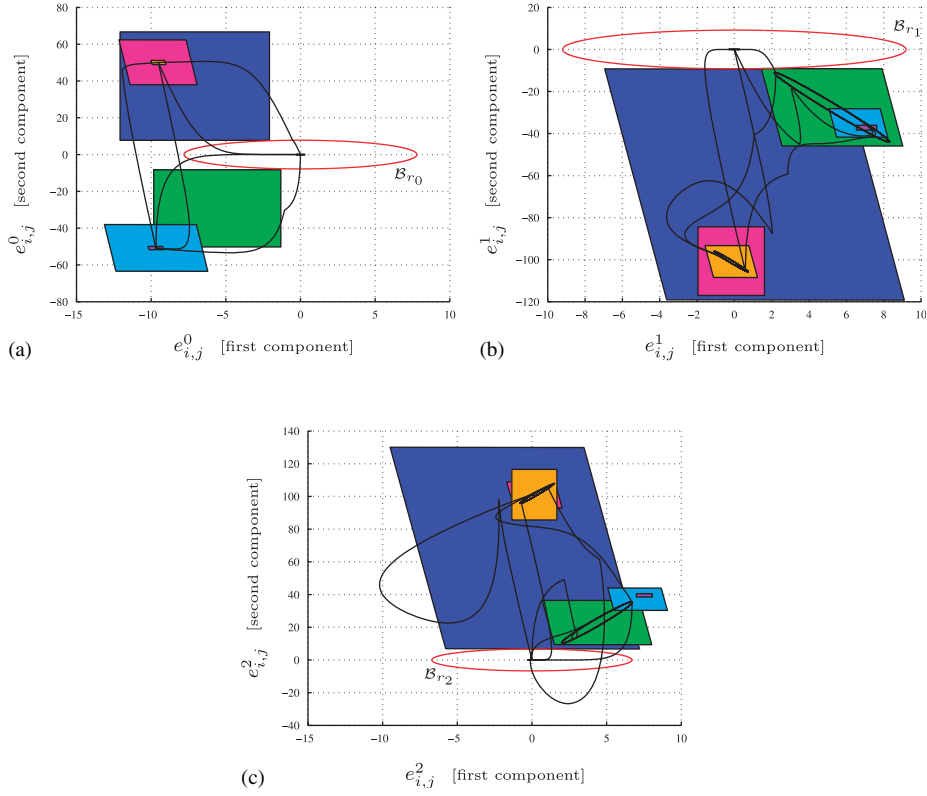 80
60
40
20
0
−20
−40
−60
−80
−15 −10 −5 0 5 10
e^0_{i,j} [second component]
B_{r_0}
(a) e^0_{i,j} [first component]
20
0
−20
−40
−60
−80
−100
−120
−10 −8 −6 −4 −2 0 2 4 6 8 10
e^1_{i,j} [second component]
B_{r_1}
(b) e^1_{i,j} [first component]
140
120
100
80
60
40
20
0
−20
−40
−15 −10 −5 0 5 10
e^2_{i,j} [second component]
B_{r_2}
(c) e^2_{i,j} [first component]